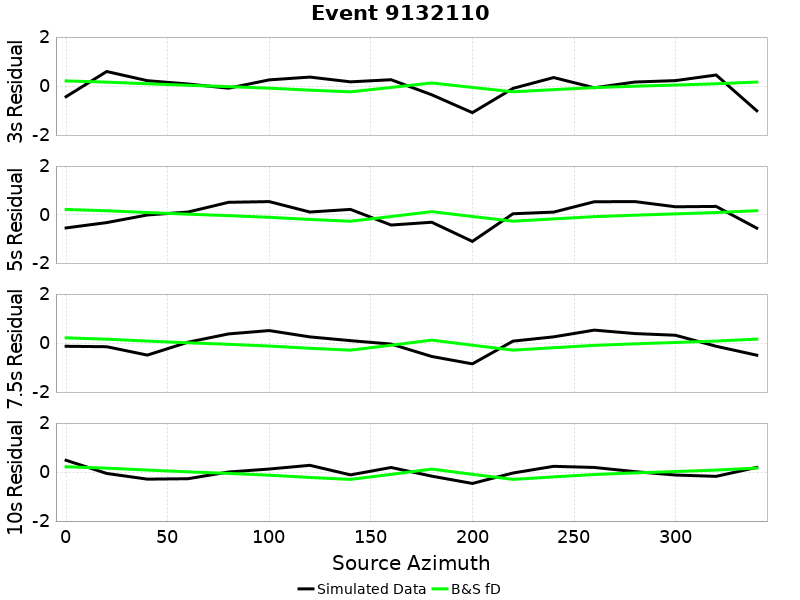 Event 9132110
3s Residual
2
0
-2
5s Residual
2
0
-2
7.5s Residual
2
0
-2
10s Residual
2
0
-2
0 50 100 150 200 250 300
Source Azimuth
Simulated Data B&S fD